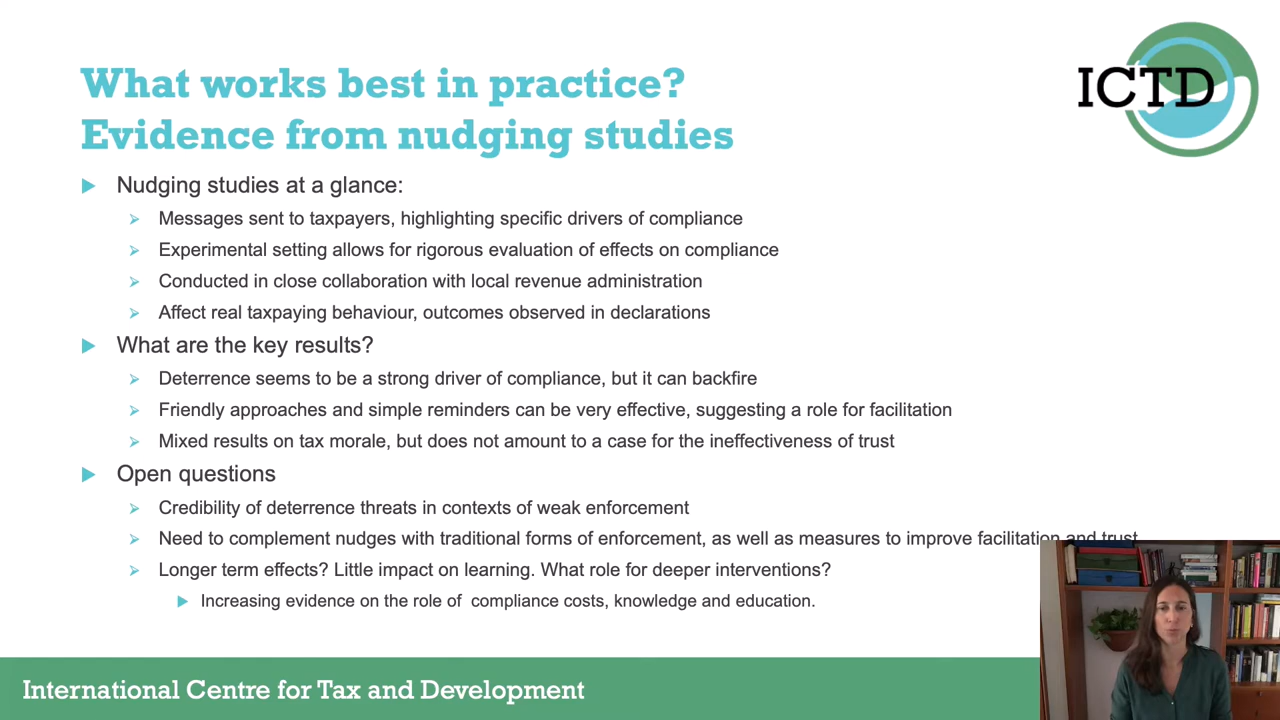 What works best in practice?
Evidence from nudging studies
ICTD
Nudging studies at a glance:
Messages sent to taxpayers, highlighting specific drivers of compliance
Experimental setting allows for rigorous evaluation of effects on compliance
Conducted in close collaboration with local revenue administration
Affect real taxpaying behaviour, outcomes observed in declarations
What are the key results?
Deterrence seems to be a strong driver of compliance, but it can backfire
Friendly approaches and simple reminders can be very effective, suggesting a role for facilitation
Mixed results on tax morale, but does not amount to a case for the ineffectiveness of trust
Open questions
Credibility of deterrence threats in contexts of weak enforcement
Need to complement nudges with traditional forms of enforcement, as well as measures to improve facilitation and trust
Longer term effects? Little impact on learning. What role for deeper interventions?
Increasing evidence on the role of compliance costs, knowledge and education.
International Centre for Tax and Development